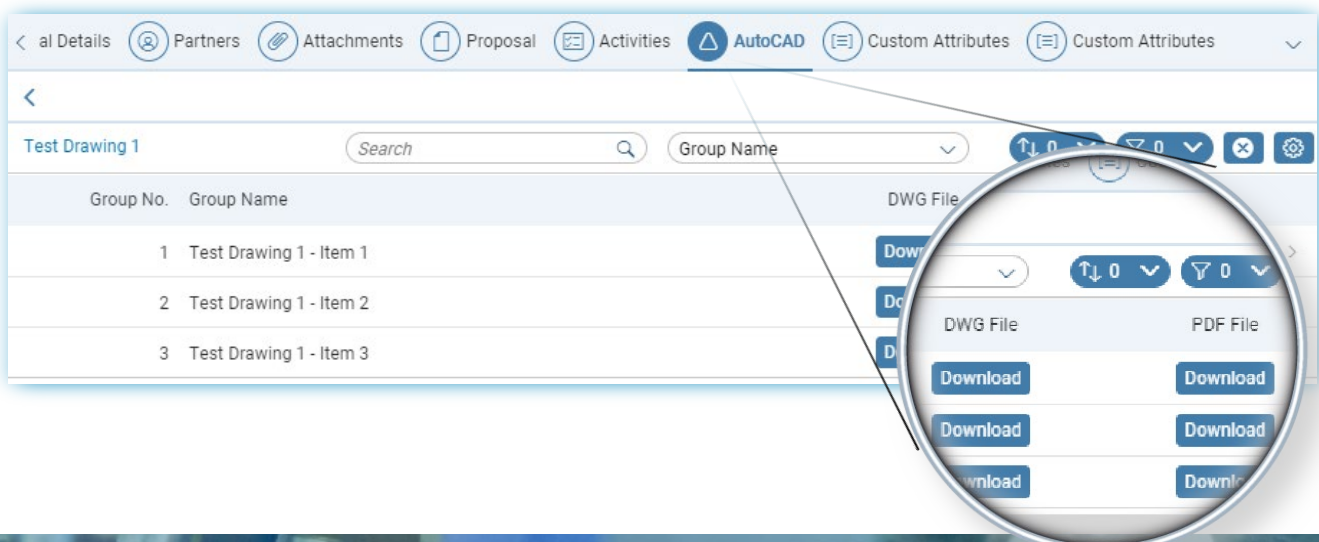 al Details Partners Attachments Proposal Activities AutoCAD Custom Attributes Custom Attributes
Test Drawing 1 Search Group Name 0 0
Group No. Group Name DWG File
1 Test Drawing 1 - Item 1
2 Test Drawing 1 - Item 2
3 Test Drawing 1 - Item 3
0 0
DWG File PDF File
Download Download
Download Download